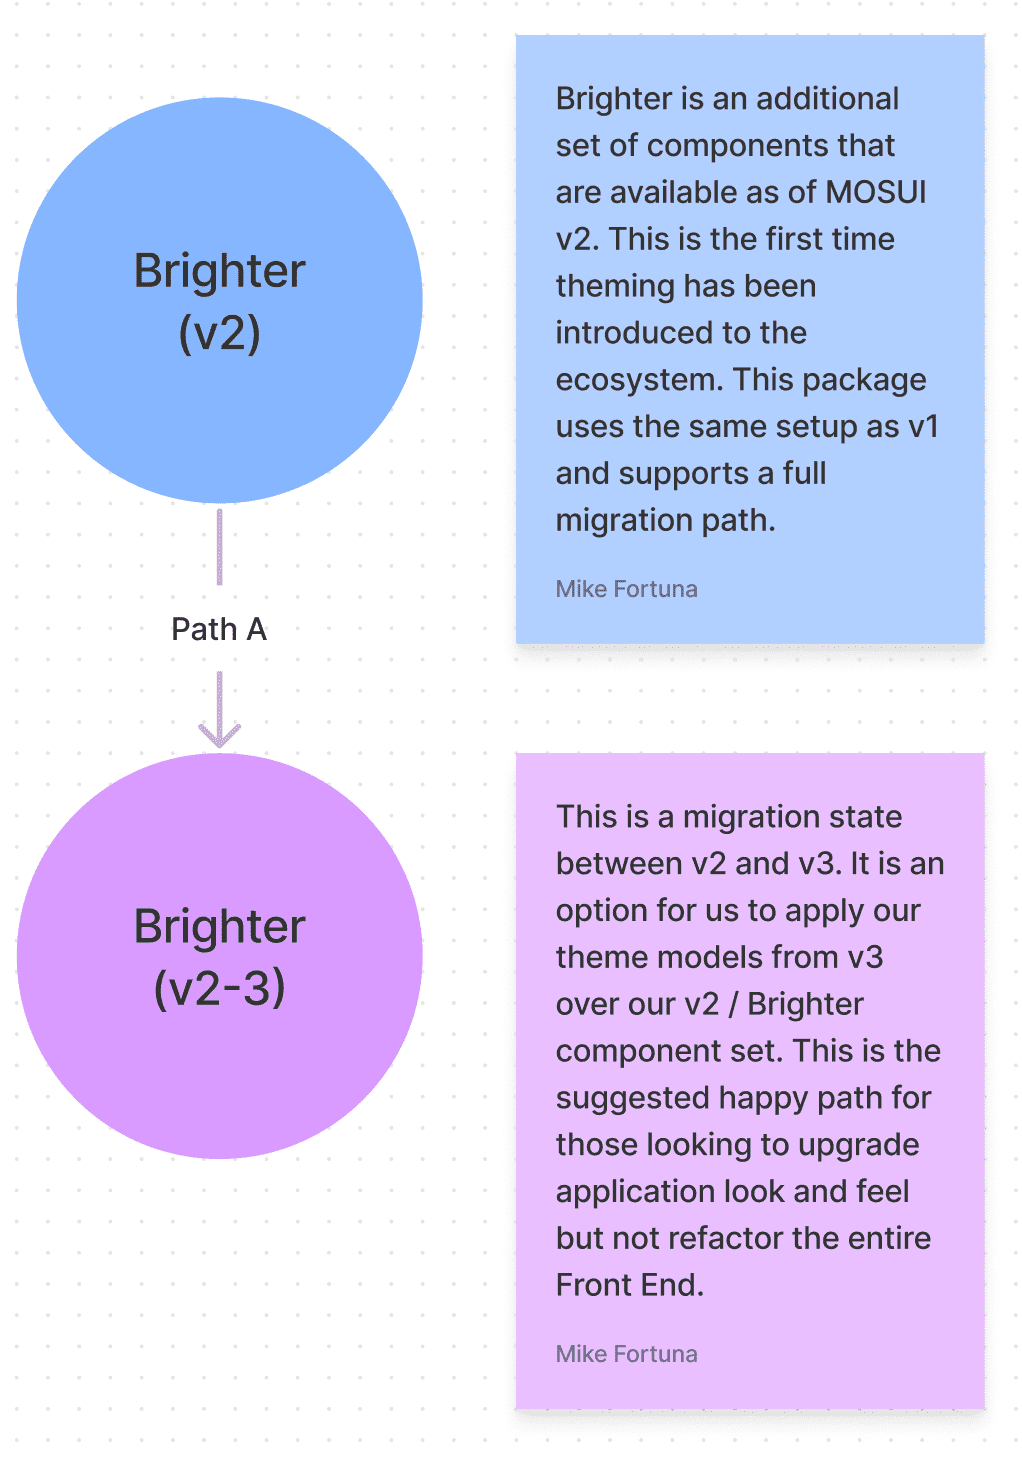 Brighter
(v2)
Brighter is an additional
set of components that
are available as of MOSUI
v2. This is the first time
theming has been
introduced to the
ecosystem. This package
uses the same setup as v1
and supports a full
migration path.
Mike Fortuna
Path A
Brighter
(v2-3)
This is a migration state
between v2 and v3. It is an
option for us to apply our
theme models from v3
over our v2 / Brighter
component set. This is the
suggested happy path for
those looking to upgrade
application look and feel
but not refactor the entire
Front End.
Mike Fortuna